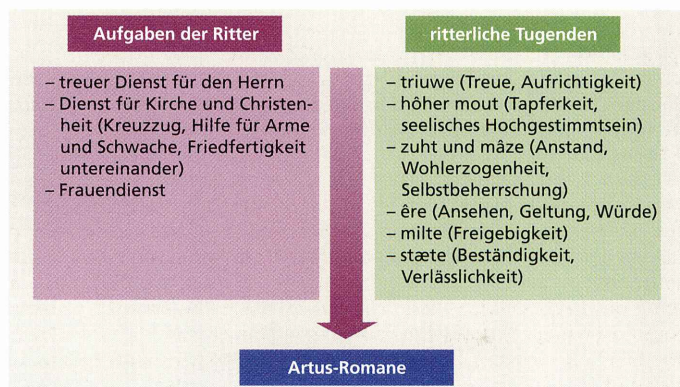 Aufgaben der Ritter
– treuer Dienst für den Herrn
– Dienst für Kirche und Christen-
heit (Kreuzzug, Hilfe für Arme
und Schwache, Friedfertigkeit
untereinander)
– Frauendienst
ritterliche Tugenden
– triuwe (Treue, Aufrichtigkeit)
– hôher mout (Tapferkeit,
seelisches Hochgestimmtsein)
– zuht und mâze (Anstand,
Wohlerzogenheit,
Selbstbeherrschung)
– êre (Ansehen, Geltung, Würde)
– milte (Freigebigkeit)
– stæte (Beständigkeit,
Verlässlichkeit)
Artus-Romane